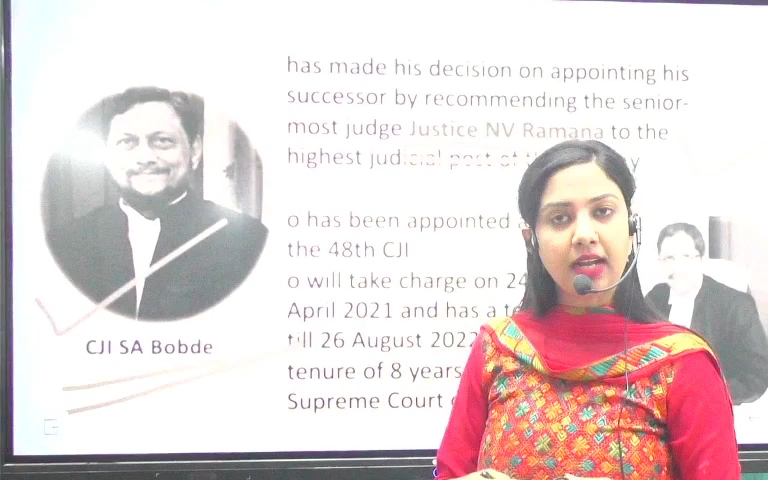 has made his decision on appointing his
successor by recommending the senior-
most judge Justice NV Ramana to the
highest judicial post of
o has been appointed
the 48th CJI
o will take charge on 24
April 2021 and has a
till 26 August 2022
tenure of 8 years
Supreme Court
CJI SA Bobde